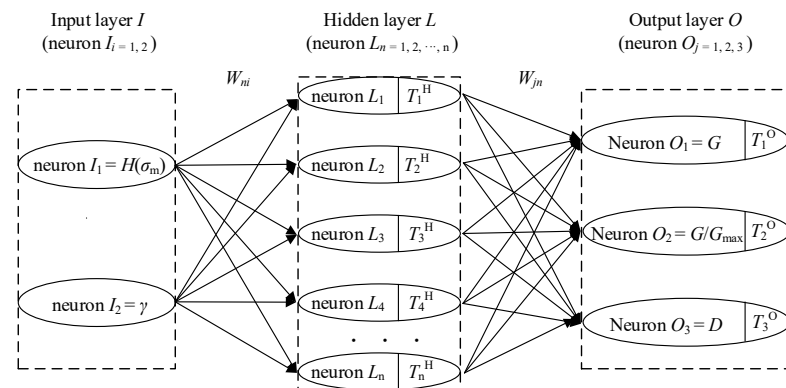 Input layer I
(neuron I_{i = 1, 2})
Hidden layer L
(neuron L_{n = 1, 2, ···, n})
Output layer O
(neuron O_{j = 1, 2, 3})
W_{ni}
W_{jn}
neuron I_1 = H(σ_m)
neuron I_2 = γ
neuron L_1 T_1^H
neuron L_2 T_2^H
neuron L_3 T_3^H
neuron L_4 T_4^H
· · ·
neuron L_n T_n^H
Neuron O_1 = G T_1^O
Neuron O_2 = G/G_max T_2^O
Neuron O_3 = D T_3^O